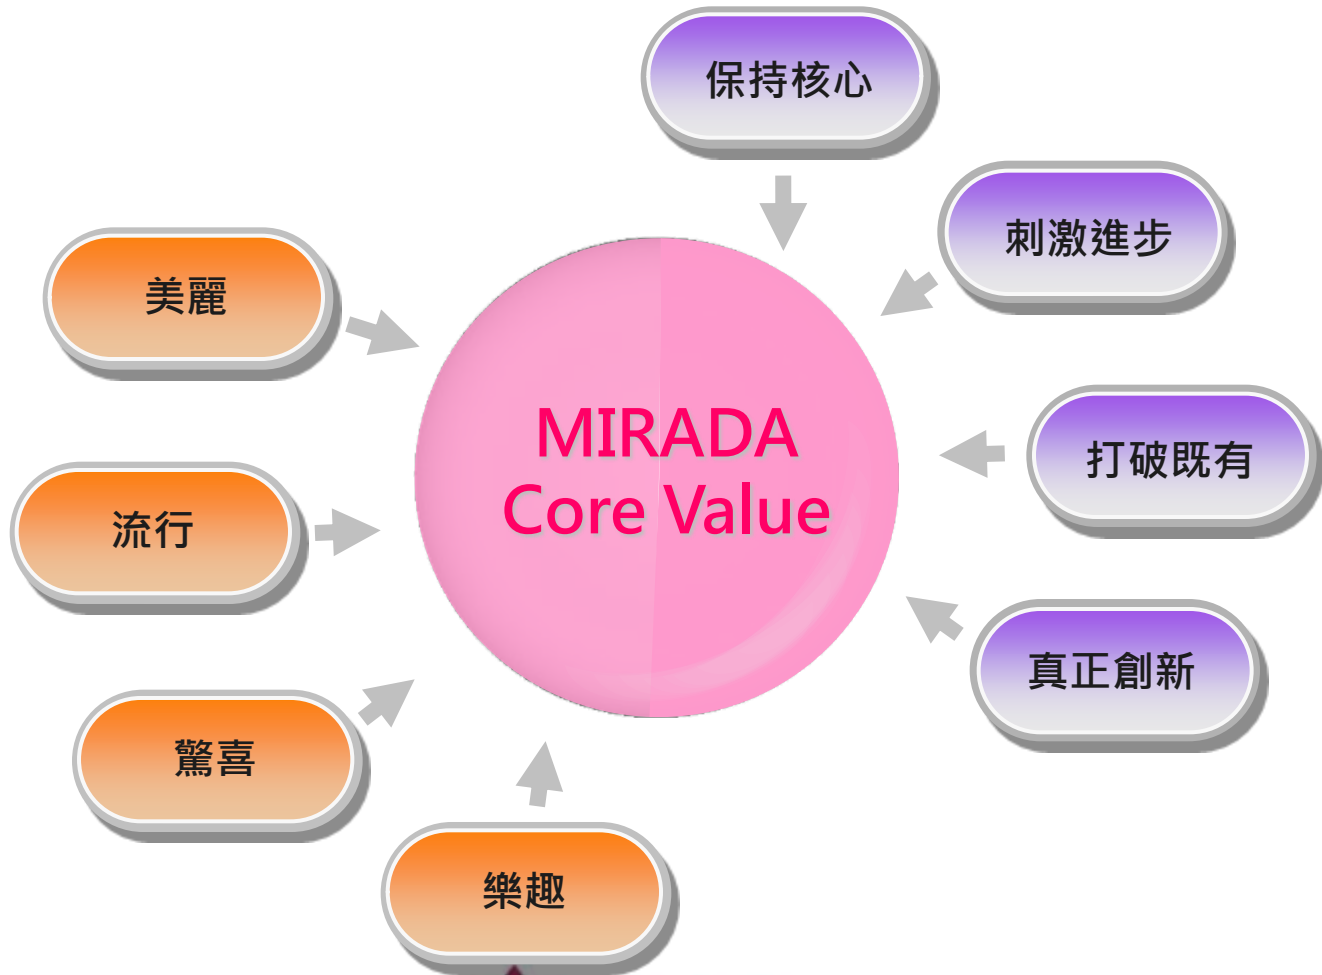 保持核心
刺激進步
美麗
MIRADA
Core Value
打破既有
流行
真正創新
驚喜
樂趣